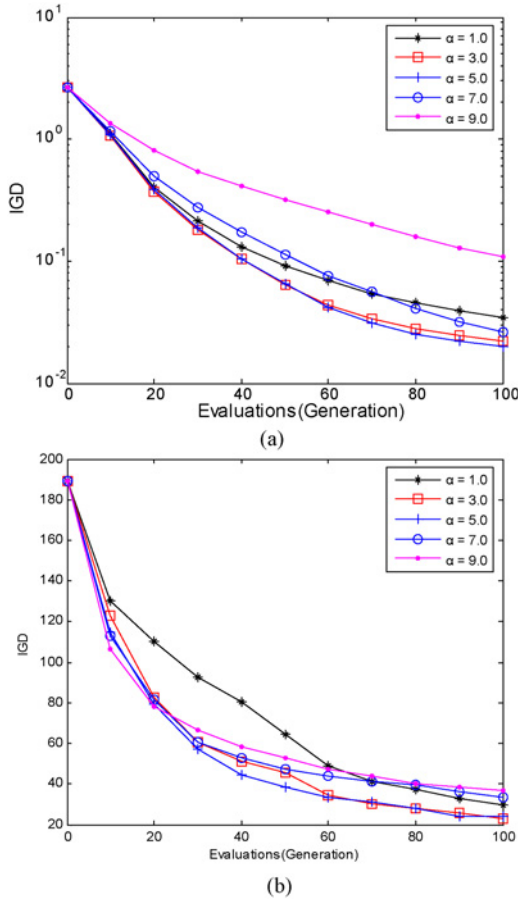 10^1
10^0
10^-1
10^-2
IGD
0 20 40 60 80 100
Evaluations(Generation)
α = 1.0
α = 3.0
α = 5.0
α = 7.0
α = 9.0
(a)
200
180
160
140
120
100
80
60
40
20
IGD
0 20 40 60 80 100
Evaluations(Generation)
α = 1.0
α = 3.0
α = 5.0
α = 7.0
α = 9.0
(b)